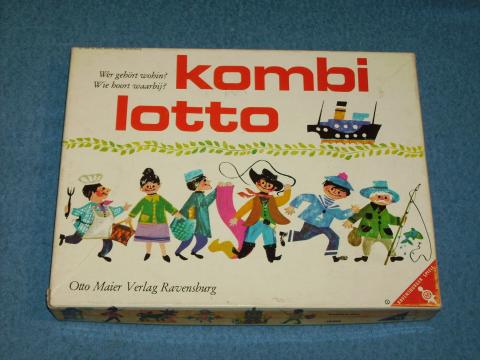 Wer gehört wohin?
Wie hoort waarbij?
kombi
lotto
Otto Maier Verlag Ravensburg